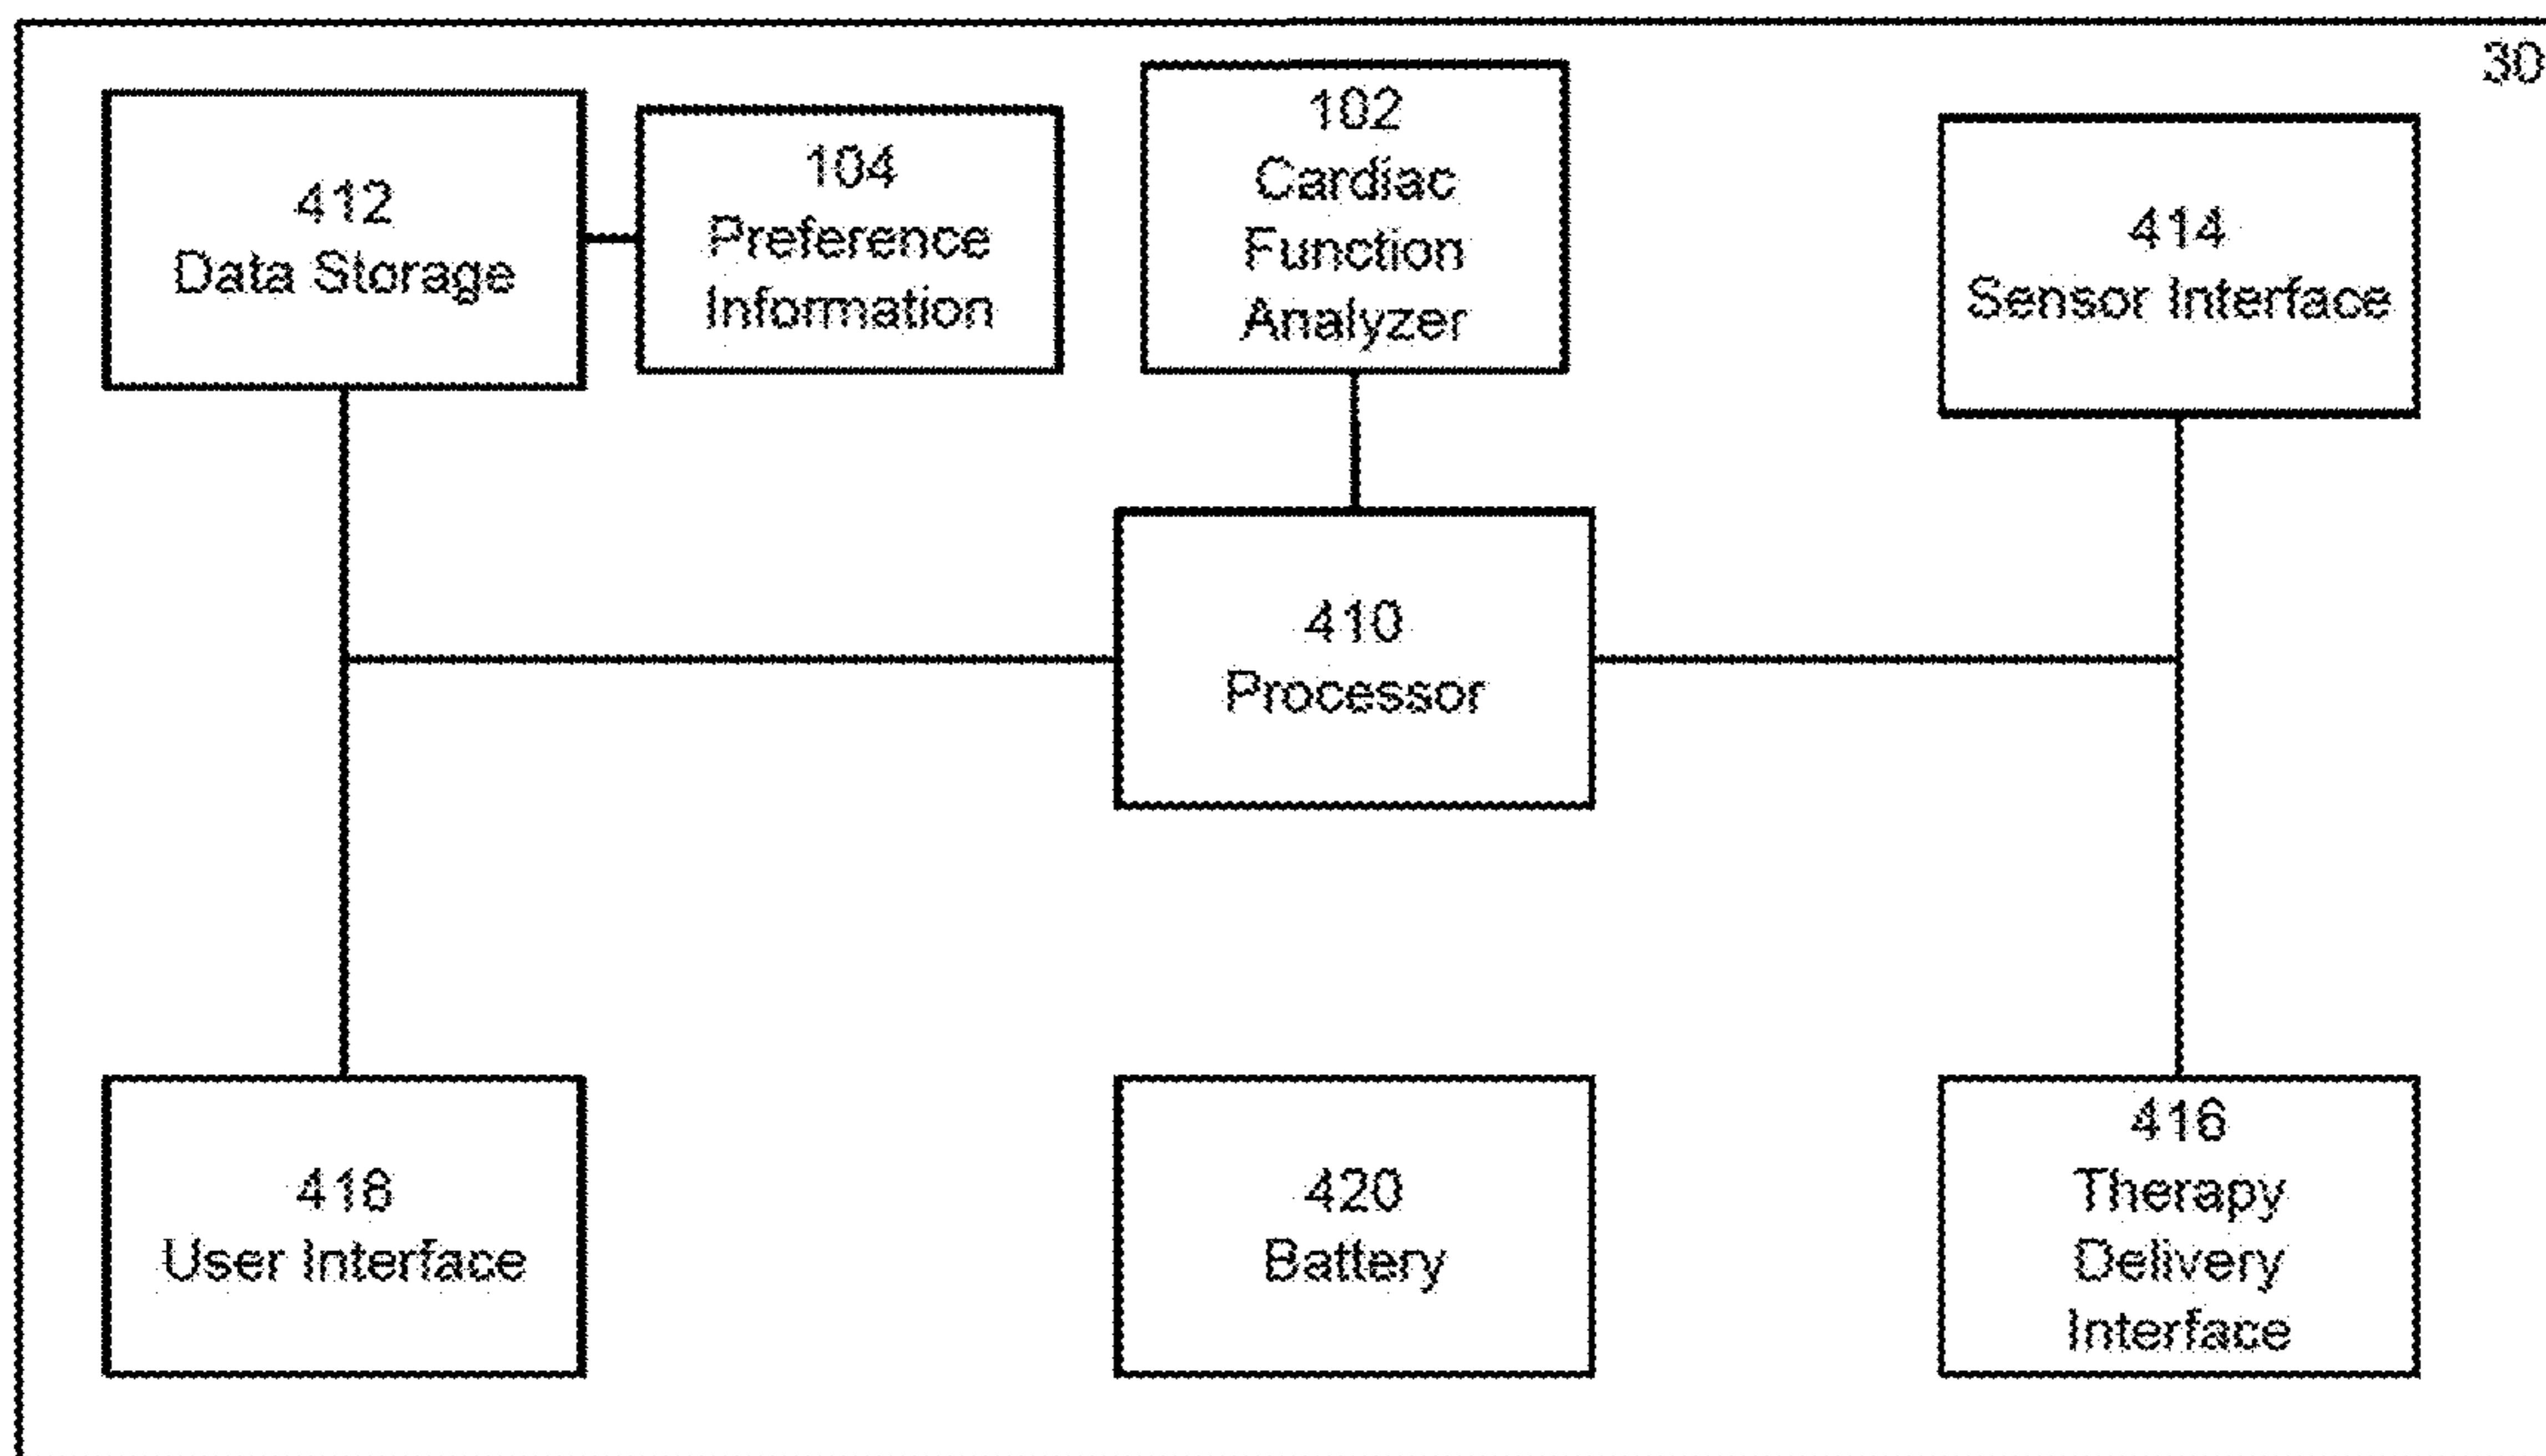 30
412
Data Storage
104
Preference
Information
102
Cardiac
Function
Analyzer
414
Sensor Interface
410
Processor
418
User Interface
420
Battery
416
Therapy
Delivery
Interface